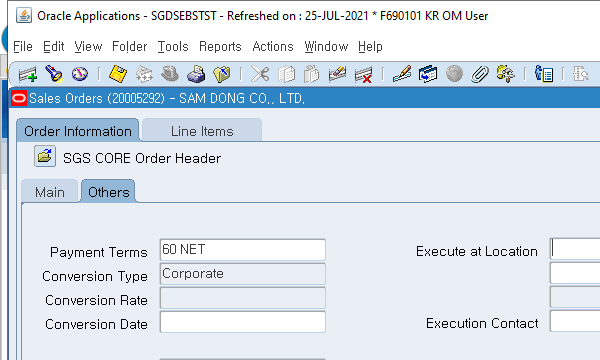 Oracle Applications - SGDSEBSTST - Refreshed on : 25-JUL-2021 * F690101 KR OM User
File Edit View Folder Tools Reports Actions Window Help
Sales Orders (20005292) - SAM DONG CO., LTD.
Order Information Line Items
SGS CORE Order Header
Main Others
Payment Terms 60 NET Execute at Location
Conversion Type Corporate
Conversion Rate
Conversion Date Execution Contact